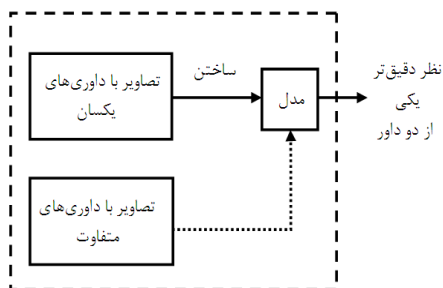 تصاویر با داوری‌های
یکسان
ساختن
مدل
نظر دقیق‌تر
یکی
از دو داور
تصاویر با داوری‌های
متفاوت